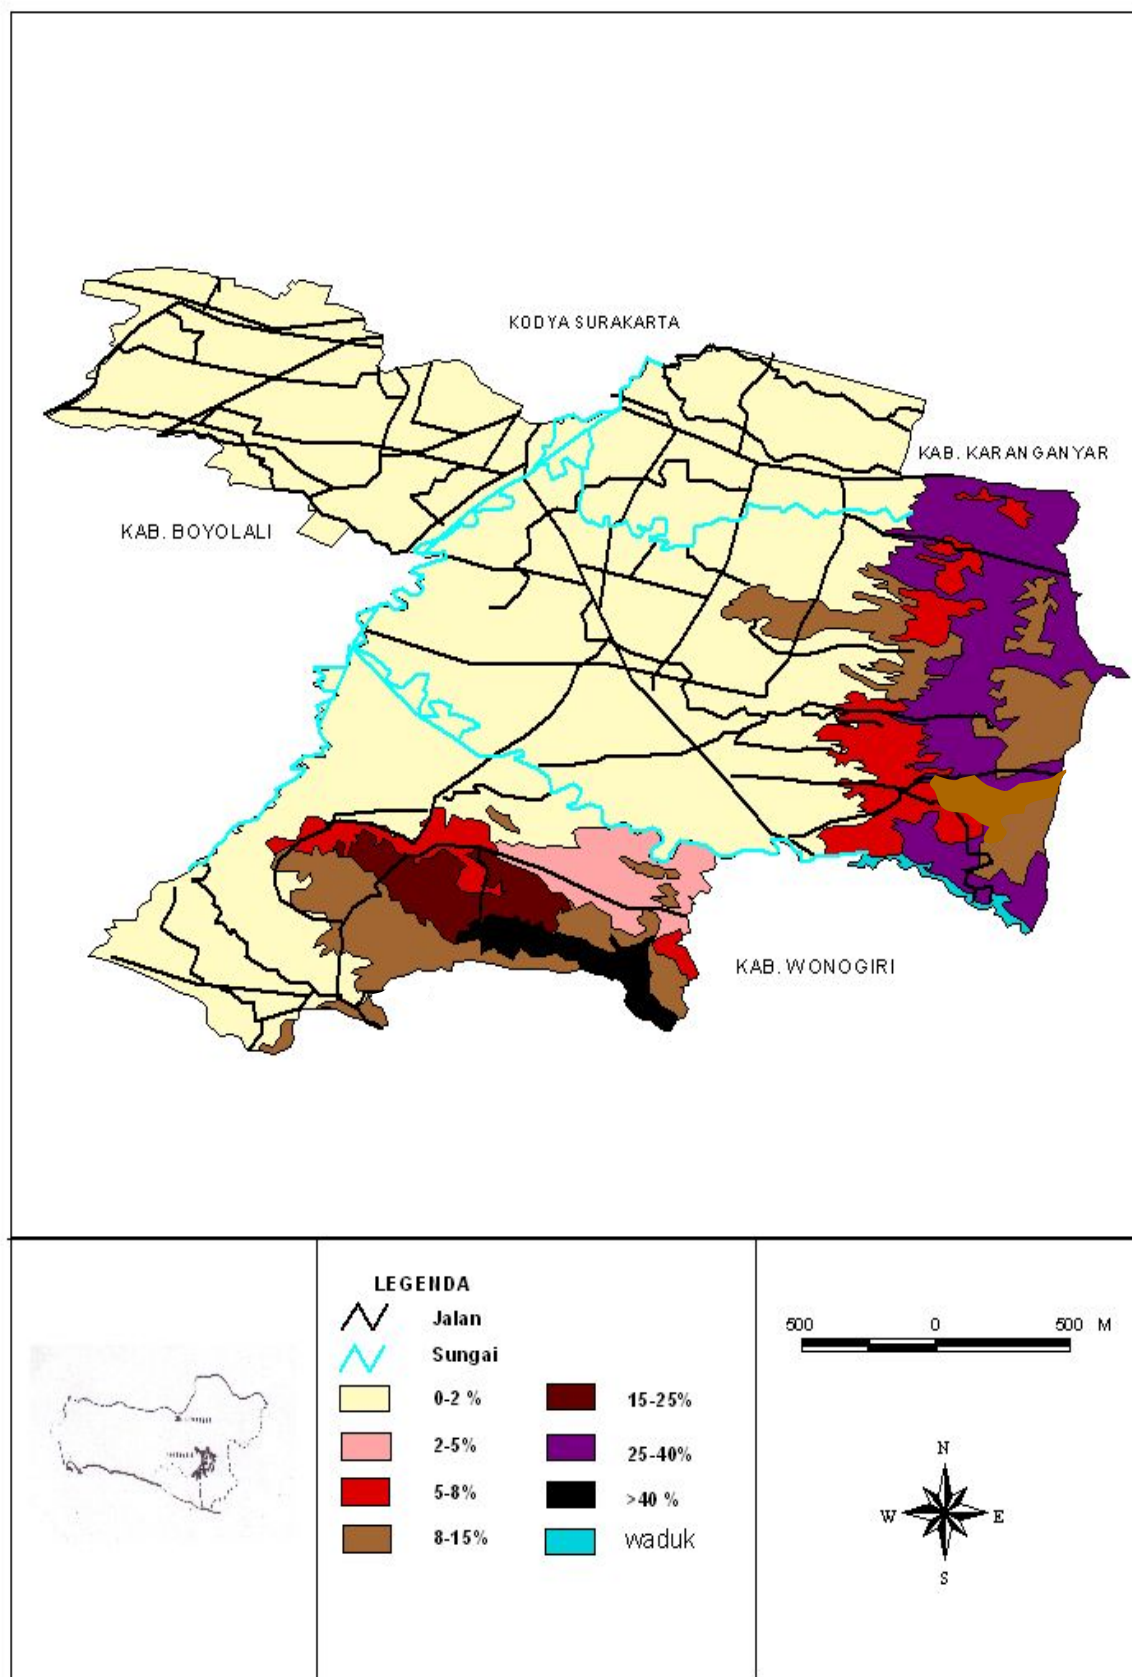 KODYA SURAKARTA
KAB. KARANGANYAR
KAB. BOYOLALI
KAB. WONOGIRI
LEGENDA
Jalan
Sungai
0-2 %
15-25%
2-5%
25-40%
5-8%
>40 %
8-15%
waduk
500 0 500 M
N
W E
S